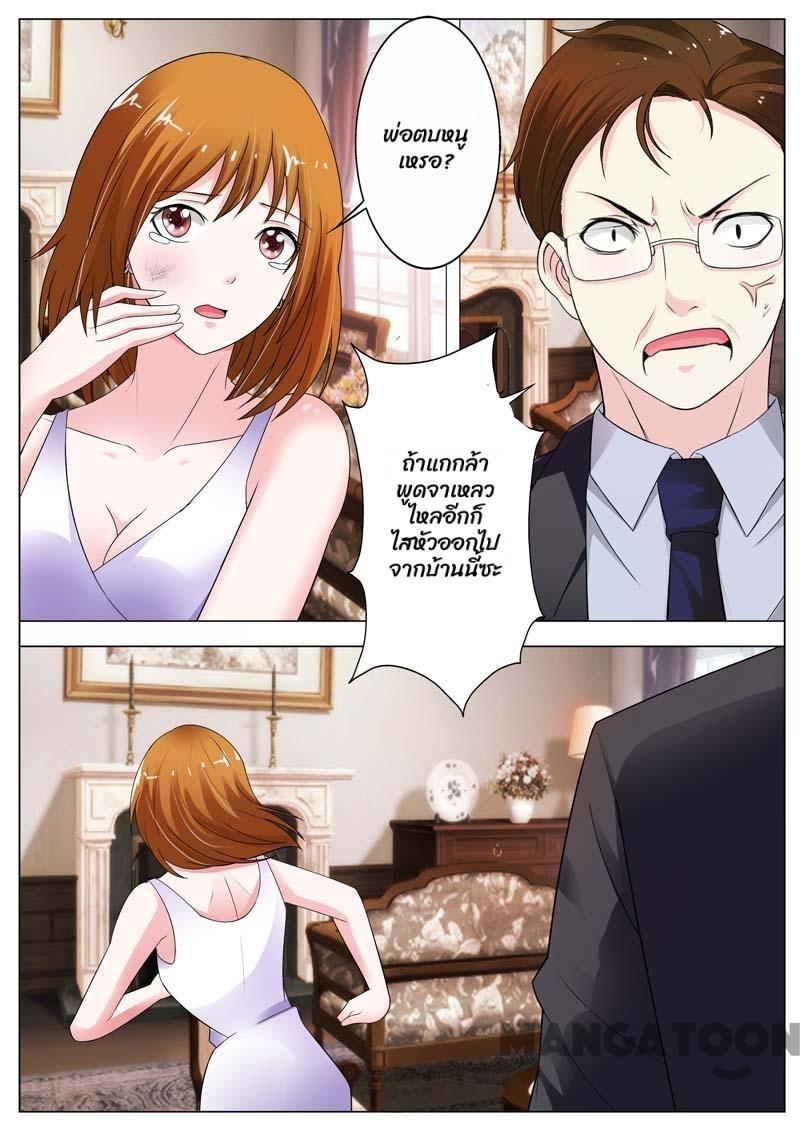 พ่อตบหนู
เหรอ?
ถ้าแกกล้า
พูดจาเหลว
ไหลอีกก็
ไสหัวออกไป
จากบ้านนี้ซะ
MANGATOON